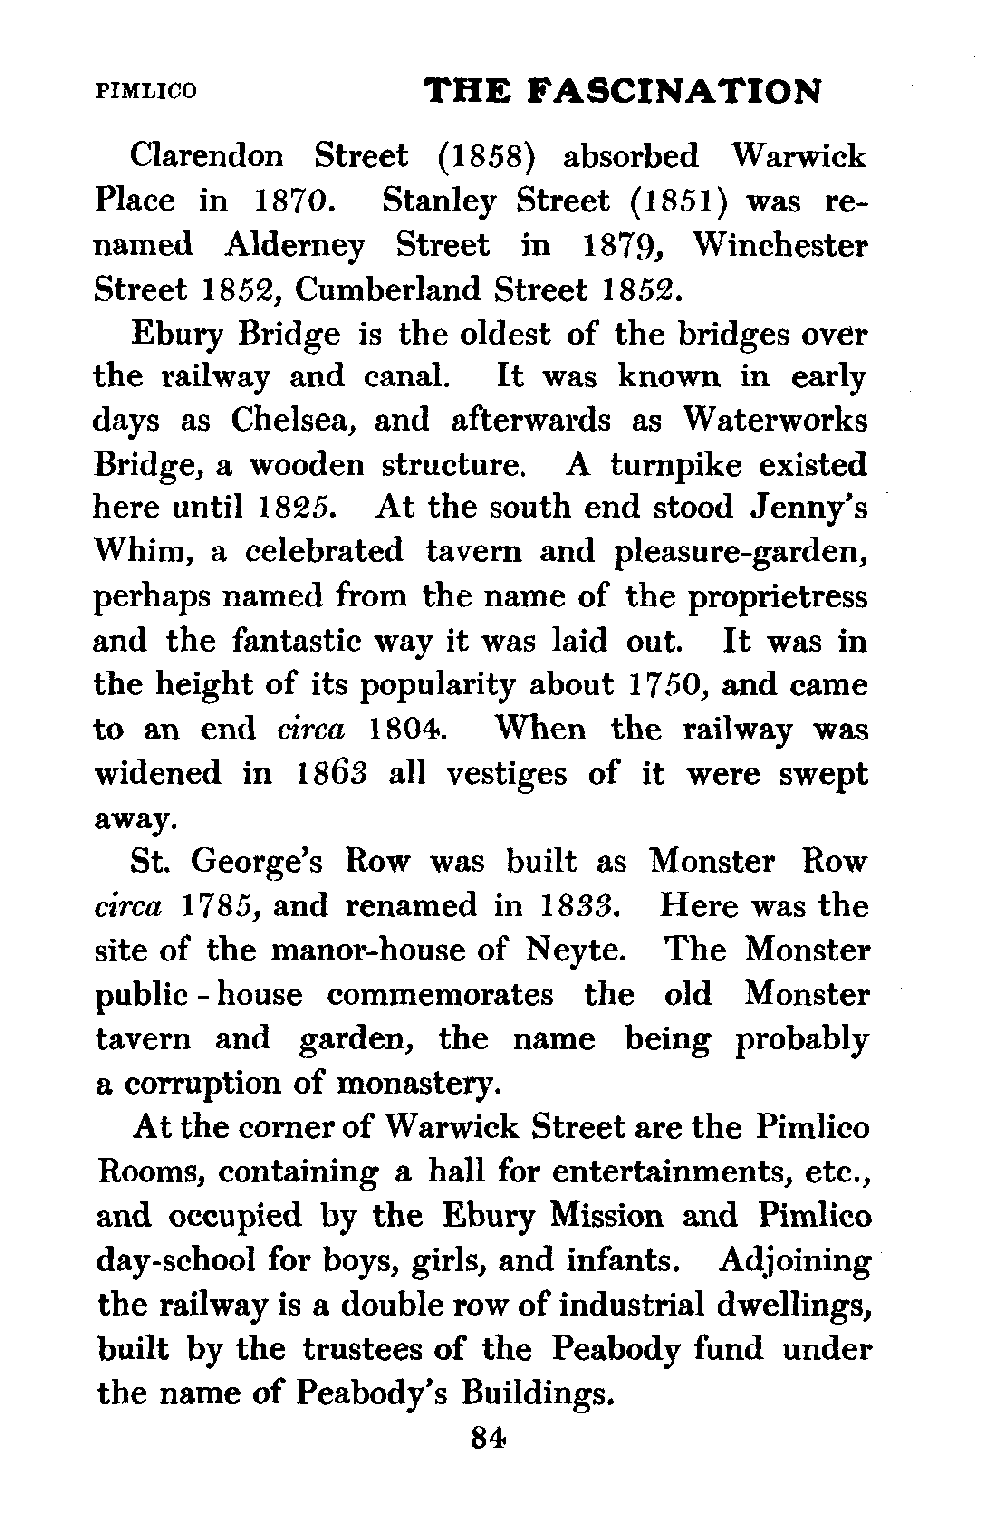 PIMLICO THE FASCINATION
Clarendon Street (1858) absorbed Warwick
Place in 1870. Stanley Street (1851) was re-
named Alderney Street in 1879, Winchester
Street 1852, Cumberland Street 1852.
Ebury Bridge is the oldest of the bridges over
the railway and canal. It was known in early
days as Chelsea, and afterwards as Waterworks
Bridge, a wooden structure. A turnpike existed
here until 1825. At the south end stood Jenny's
Whim, a celebrated tavern and pleasure-garden,
perhaps named from the name of the proprietress
and the fantastic way it was laid out. It was in
the height of its popularity about 1750, and came
to an end circa 1804. When the railway was
widened in 1863 all vestiges of it were swept
away.
St. George's Row was built as Monster Row
circa 1785, and renamed in 1833. Here was the
site of the manor-house of Neyte. The Monster
public-house commemorates the old Monster
tavern and garden, the name being probably
a corruption of monastery.
At the corner of Warwick Street are the Pimlico
Rooms, containing a hall for entertainments, etc.,
and occupied by the Ebury Mission and Pimlico
day-school for boys, girls, and infants. Adjoining
the railway is a double row of industrial dwellings,
built by the trustees of the Peabody fund under
the name of Peabody's Buildings.
84